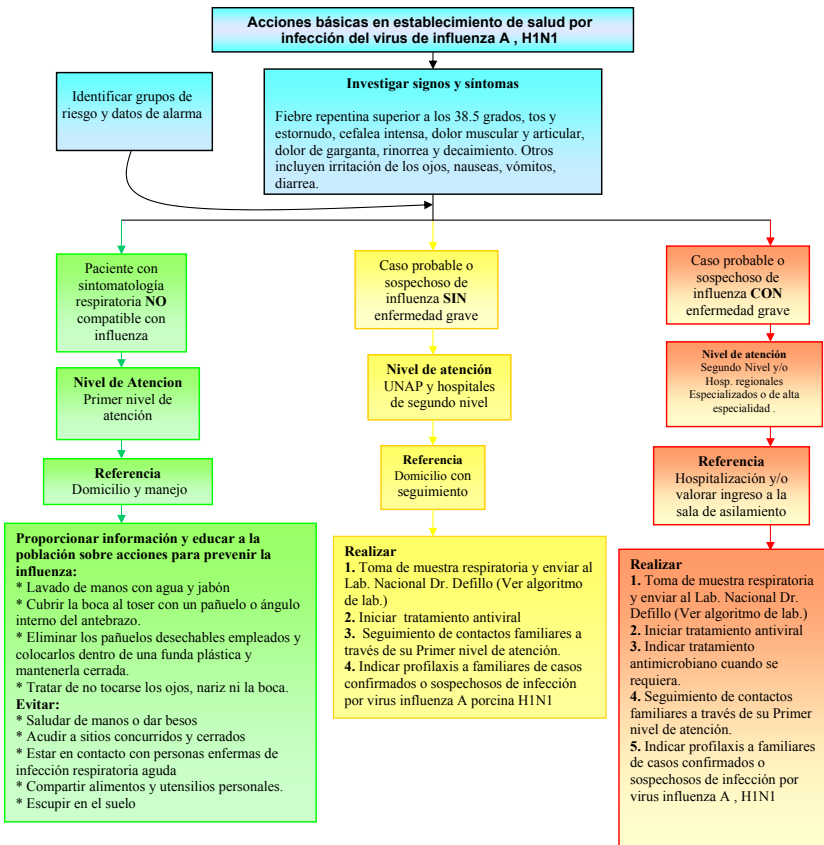 Acciones básicas en establecimiento de salud por
infección del virus de influenza A , H1N1
Identificar grupos de
riesgo y datos de alarma
Investigar signos y síntomas
Fiebre repentina superior a los 38.5 grados, tos y
estornudo, cefalea intensa, dolor muscular y articular,
dolor de garganta, rinorrea y decaimiento. Otros
incluyen irritación de los ojos, nauseas, vómitos,
diarrea.
Paciente con
sintomatología
respiratoria NO
compatible con
influenza
Nivel de Atencion
Primer nivel de
atención
Referencia
Domicilio y manejo
Proporcionar información y educar a la
población sobre acciones para prevenir la
influenza:
* Lavado de manos con agua y jabón
* Cubrir la boca al toser con un pañuelo o ángulo
interno del antebrazo.
* Eliminar los pañuelos desechables empleados y
colocarlos dentro de una funda plástica y
mantenerla cerrada.
* Tratar de no tocarse los ojos, nariz ni la boca.
Evitar:
* Saludar de manos o dar besos
* Acudir a sitios concurridos y cerrados
* Estar en contacto con personas enfermas de
infección respiratoria aguda
* Compartir alimentos y utensilios personales.
* Escupir en el suelo
Caso probable o
sospechoso de
influenza SIN
enfermedad grave
Nivel de atención
UNAP y hospitales
de segundo nivel
Referencia
Domicilio con
seguimiento
Realizar
1. Toma de muestra respiratoria y enviar al
Lab. Nacional Dr. Defillo (Ver algoritmo
de lab.)
2. Iniciar tratamiento antiviral
3. Seguimiento de contactos familiares a
través de su Primer nivel de atención.
4. Indicar profilaxis a familiares de casos
confirmados o sospechosos de infección
por virus influenza A porcina H1N1
Caso probable o
sospechoso de
influenza CON
enfermedad grave
Nivel de atención
Segundo Nivel y/o
Hosp. regionales
Especializados o de alta
especialidad .
Referencia
Hospitalización y/o
valorar ingreso a la
sala de asilamiento
Realizar
1. Toma de muestra respiratoria
y enviar al Lab. Nacional Dr.
Defillo (Ver algoritmo de lab.)
2. Iniciar tratamiento antiviral
3. Indicar tratamiento
antimicrobiano cuando se
requiera.
4. Seguimiento de contactos
familiares a través de su Primer
nivel de atención.
5. Indicar profilaxis a familiares
de casos confirmados o
sospechosos de infección por
virus influenza A , H1N1